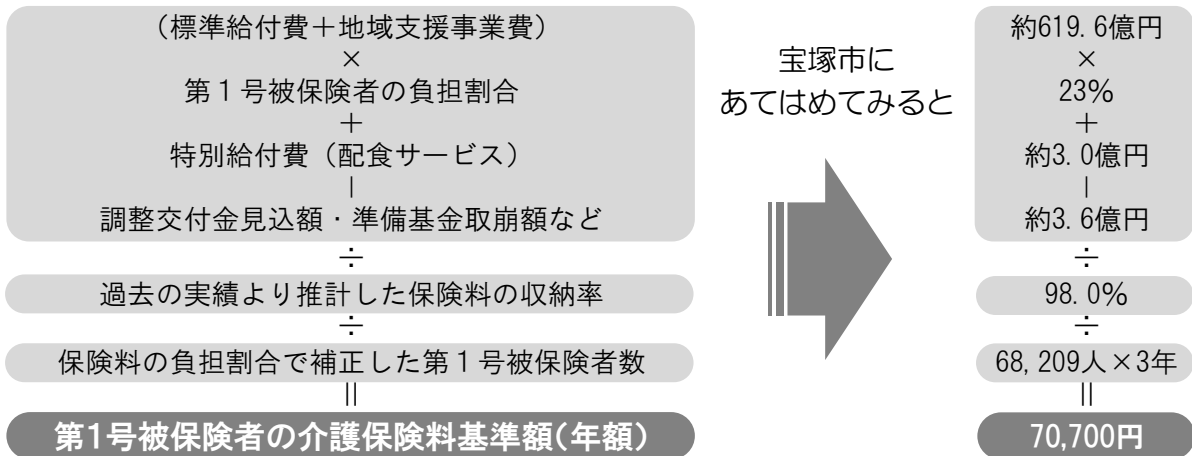 （標準給付費＋地域支援事業費）
×
第１号被保険者の負担割合
＋
特別給付費（配食サービス）
－
調整交付金見込額・準備基金取崩額など
÷
過去の実績より推計した保険料の収納率
÷
保険料の負担割合で補正した第１号被保険者数
＝
第1号被保険者の介護保険料基準額（年額）
宝塚市に
あてはめてみると
約619.6億円
×
23%
＋
約3.0億円
－
約3.6億円
÷
98.0%
÷
68,209人×3年
＝
70,700円